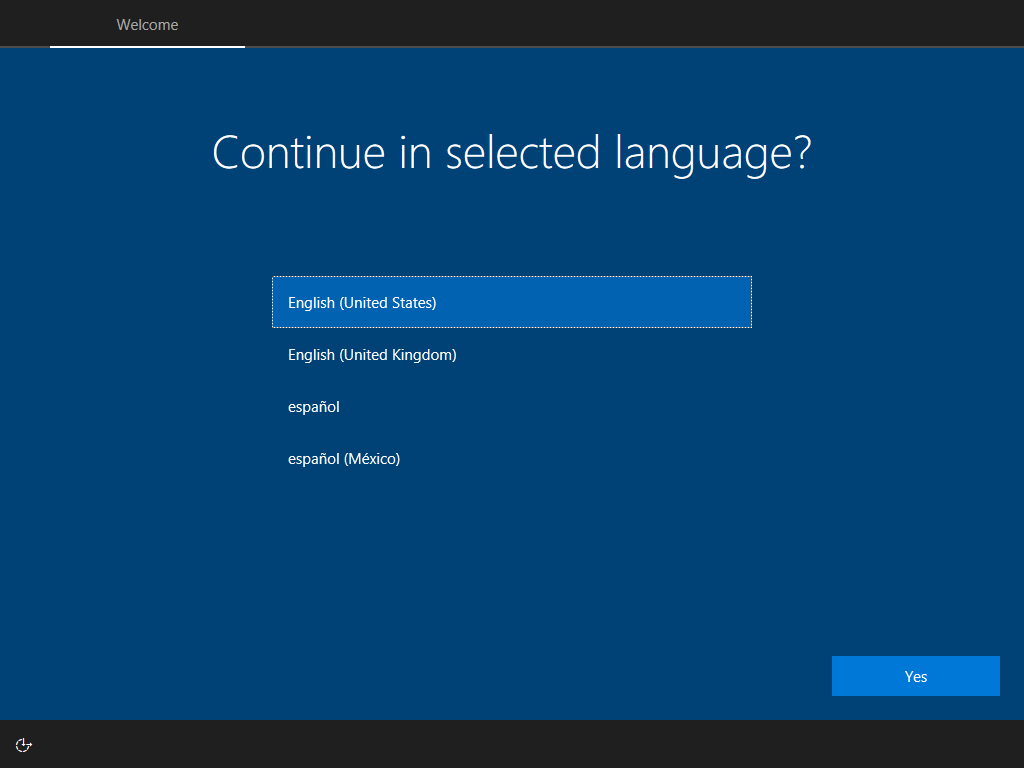 Welcome
Continue in selected language?
English (United States)
English (United Kingdom)
español
español (México)
Yes